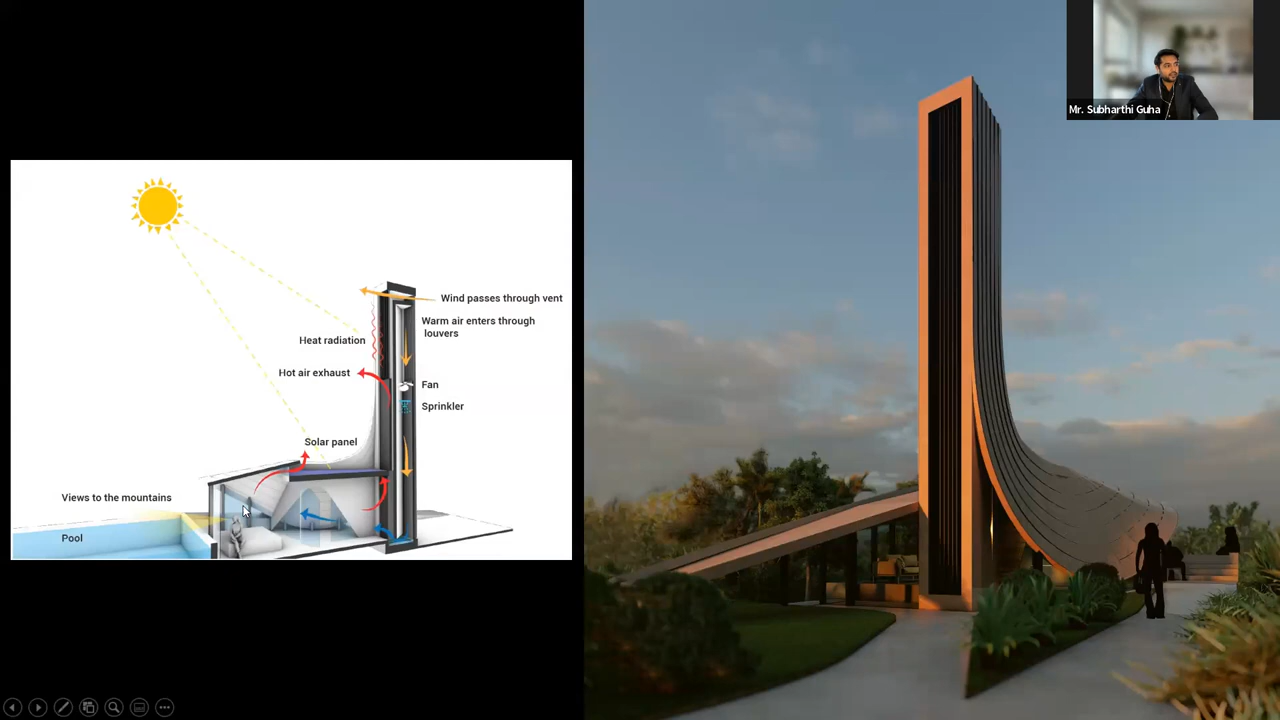 Mr. Subharthi Guha
Wind passes through vent
Warm air enters through
louvers
Heat radiation
Hot air exhaust
Fan
Sprinkler
Solar panel
Views to the mountains
Pool